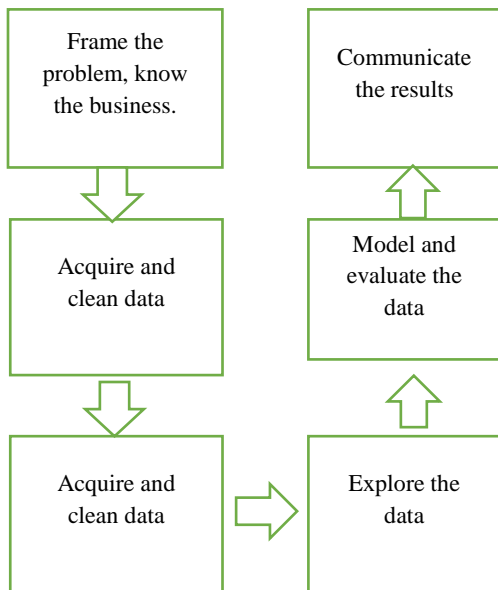 Frame the
problem, know
the business.
Acquire and
clean data
Acquire and
clean data
Explore the
data
Model and
evaluate the
data
Communicate
the results